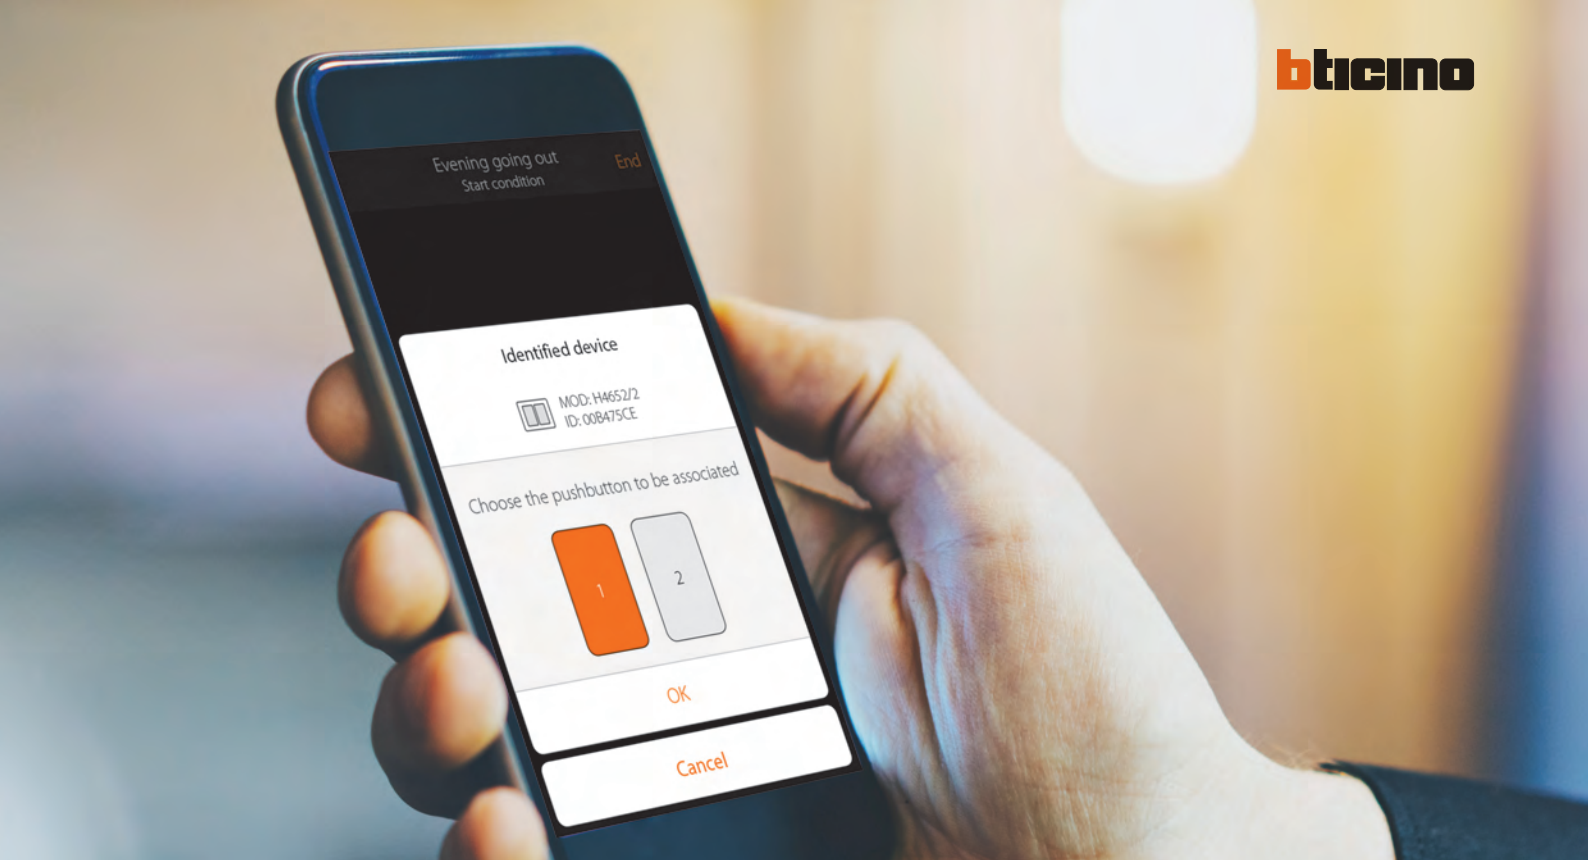 bticino
Evening going out
End
Start condition
Identified device
MOD: H4652/2
ID: 00B475CE
Choose the pushbutton to be associated
1
2
OK
Cancel